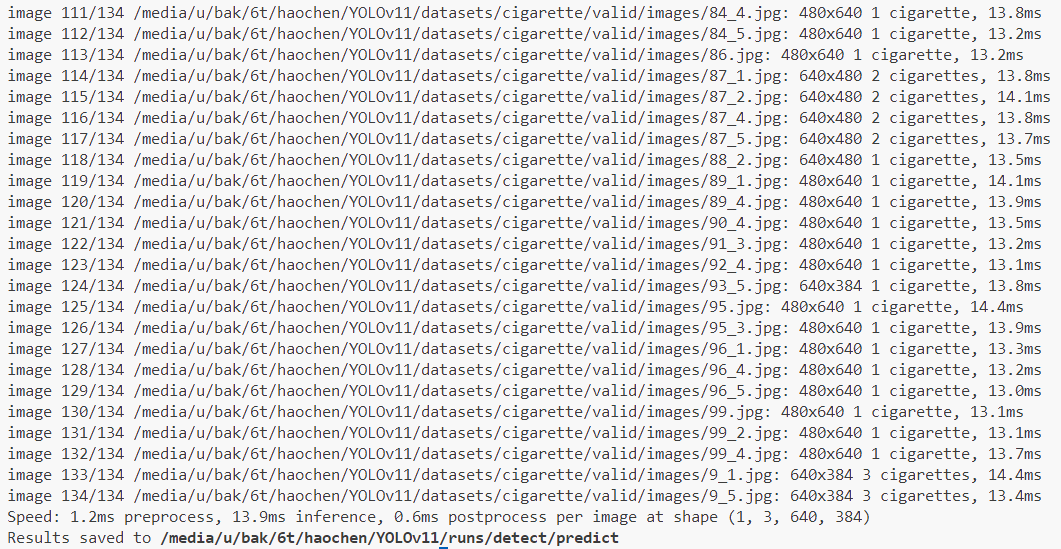 image 111/134 /media/u/bak/6t/haochen/YOLOv11/datasets/cigarette/valid/images/84_4.jpg: 480x640 1 cigarette, 13.8ms
image 112/134 /media/u/bak/6t/haochen/YOLOv11/datasets/cigarette/valid/images/84_5.jpg: 480x640 1 cigarette, 13.2ms
image 113/134 /media/u/bak/6t/haochen/YOLOv11/datasets/cigarette/valid/images/86.jpg: 480x640 1 cigarette, 13.2ms
image 114/134 /media/u/bak/6t/haochen/YOLOv11/datasets/cigarette/valid/images/87_1.jpg: 640x480 2 cigarettes, 13.8ms
image 115/134 /media/u/bak/6t/haochen/YOLOv11/datasets/cigarette/valid/images/87_2.jpg: 640x480 2 cigarettes, 14.1ms
image 116/134 /media/u/bak/6t/haochen/YOLOv11/datasets/cigarette/valid/images/87_4.jpg: 640x480 2 cigarettes, 13.8ms
image 117/134 /media/u/bak/6t/haochen/YOLOv11/datasets/cigarette/valid/images/87_5.jpg: 640x480 2 cigarettes, 13.7ms
image 118/134 /media/u/bak/6t/haochen/YOLOv11/datasets/cigarette/valid/images/88_2.jpg: 640x480 1 cigarette, 13.5ms
image 119/134 /media/u/bak/6t/haochen/YOLOv11/datasets/cigarette/valid/images/89_1.jpg: 480x640 1 cigarette, 14.1ms
image 120/134 /media/u/bak/6t/haochen/YOLOv11/datasets/cigarette/valid/images/89_4.jpg: 480x640 1 cigarette, 13.9ms
image 121/134 /media/u/bak/6t/haochen/YOLOv11/datasets/cigarette/valid/images/90_4.jpg: 480x640 1 cigarette, 13.5ms
image 122/134 /media/u/bak/6t/haochen/YOLOv11/datasets/cigarette/valid/images/91_3.jpg: 480x640 1 cigarette, 13.2ms
image 123/134 /media/u/bak/6t/haochen/YOLOv11/datasets/cigarette/valid/images/92_4.jpg: 480x640 1 cigarette, 13.1ms
image 124/134 /media/u/bak/6t/haochen/YOLOv11/datasets/cigarette/valid/images/93_5.jpg: 640x384 1 cigarette, 13.8ms
image 125/134 /media/u/bak/6t/haochen/YOLOv11/datasets/cigarette/valid/images/95.jpg: 480x640 1 cigarette, 14.4ms
image 126/134 /media/u/bak/6t/haochen/YOLOv11/datasets/cigarette/valid/images/95_3.jpg: 480x640 1 cigarette, 13.9ms
image 127/134 /media/u/bak/6t/haochen/YOLOv11/datasets/cigarette/valid/images/96_1.jpg: 480x640 1 cigarette, 13.3ms
image 128/134 /media/u/bak/6t/haochen/YOLOv11/datasets/cigarette/valid/images/96_4.jpg: 480x640 1 cigarette, 13.2ms
image 129/134 /media/u/bak/6t/haochen/YOLOv11/datasets/cigarette/valid/images/96_5.jpg: 480x640 1 cigarette, 13.0ms
image 130/134 /media/u/bak/6t/haochen/YOLOv11/datasets/cigarette/valid/images/99.jpg: 480x640 1 cigarette, 13.1ms
image 131/134 /media/u/bak/6t/haochen/YOLOv11/datasets/cigarette/valid/images/99_2.jpg: 480x640 1 cigarette, 13.1ms
image 132/134 /media/u/bak/6t/haochen/YOLOv11/datasets/cigarette/valid/images/99_4.jpg: 480x640 1 cigarette, 13.7ms
image 133/134 /media/u/bak/6t/haochen/YOLOv11/datasets/cigarette/valid/images/9_1.jpg: 640x384 3 cigarettes, 14.4ms
image 134/134 /media/u/bak/6t/haochen/YOLOv11/datasets/cigarette/valid/images/9_5.jpg: 640x384 3 cigarettes, 13.4ms
Speed: 1.2ms preprocess, 13.9ms inference, 0.6ms postprocess per image at shape (1, 3, 640, 384)
Results saved to /media/u/bak/6t/haochen/YOLOv11/runs/detect/predict